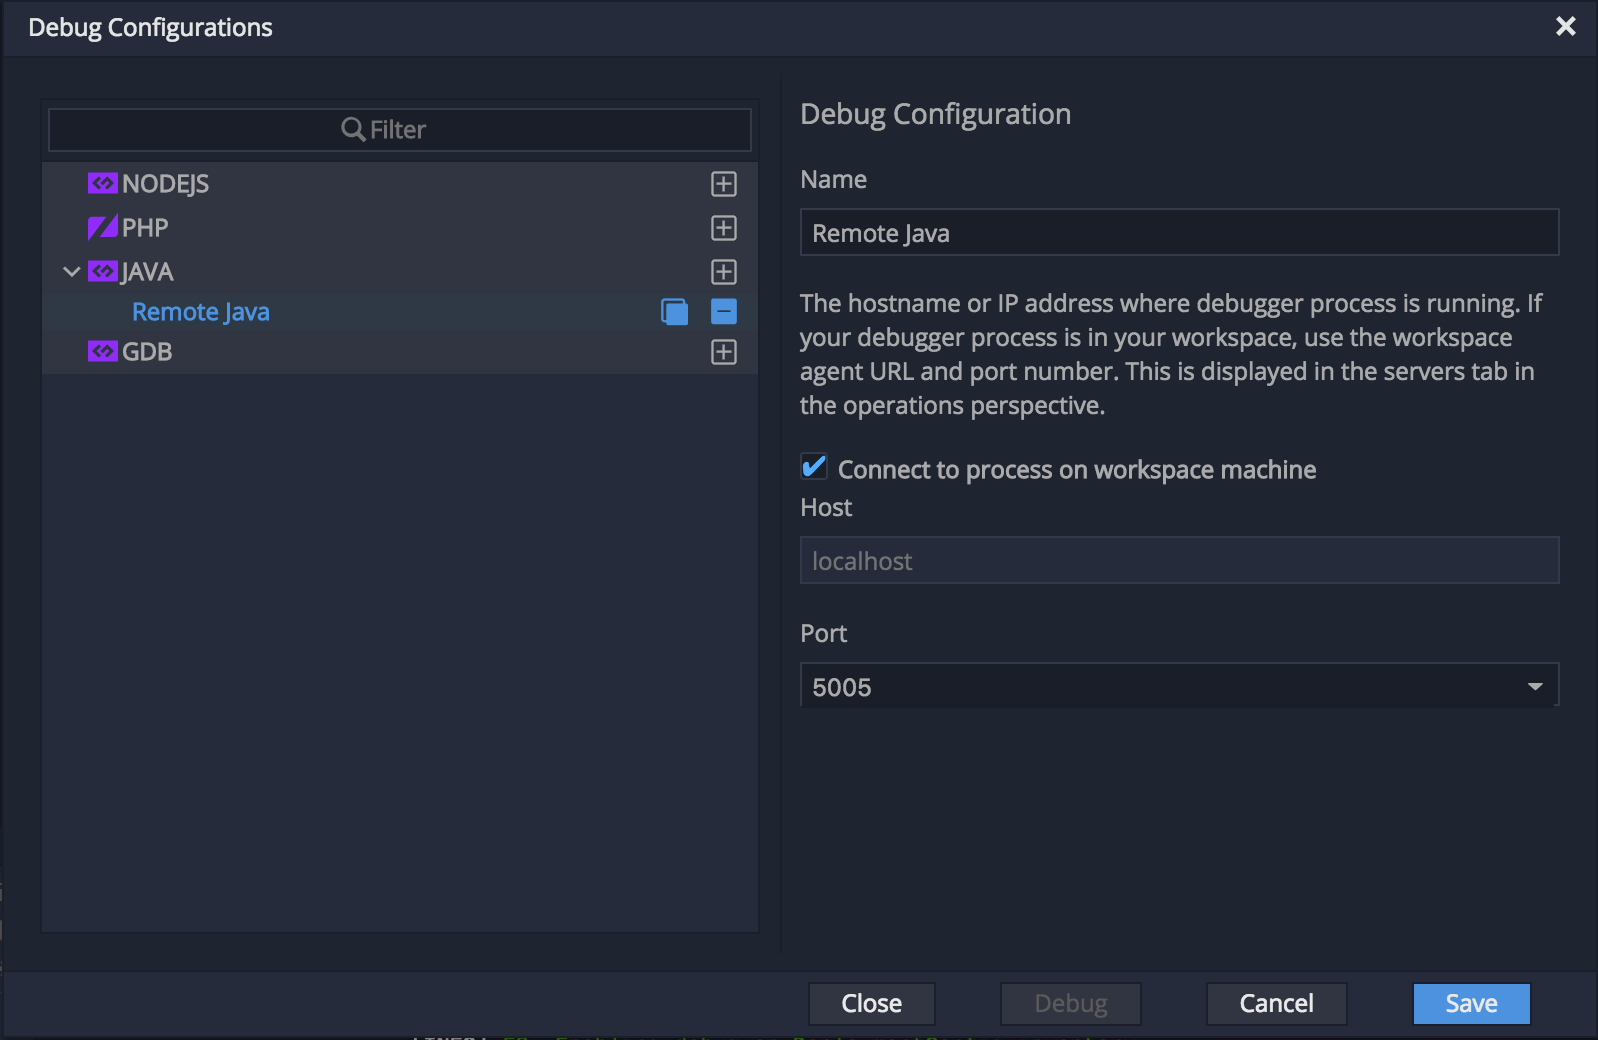 Debug Configurations
Filter
NODEJS
PHP
JAVA
Remote Java
GDB
Debug Configuration
Name
Remote Java
The hostname or IP address where debugger process is running. If
your debugger process is in your workspace, use the workspace
agent URL and port number. This is displayed in the servers tab in
the operations perspective.
Connect to process on workspace machine
Host
localhost
Port
5005
Close
Debug
Cancel
Save